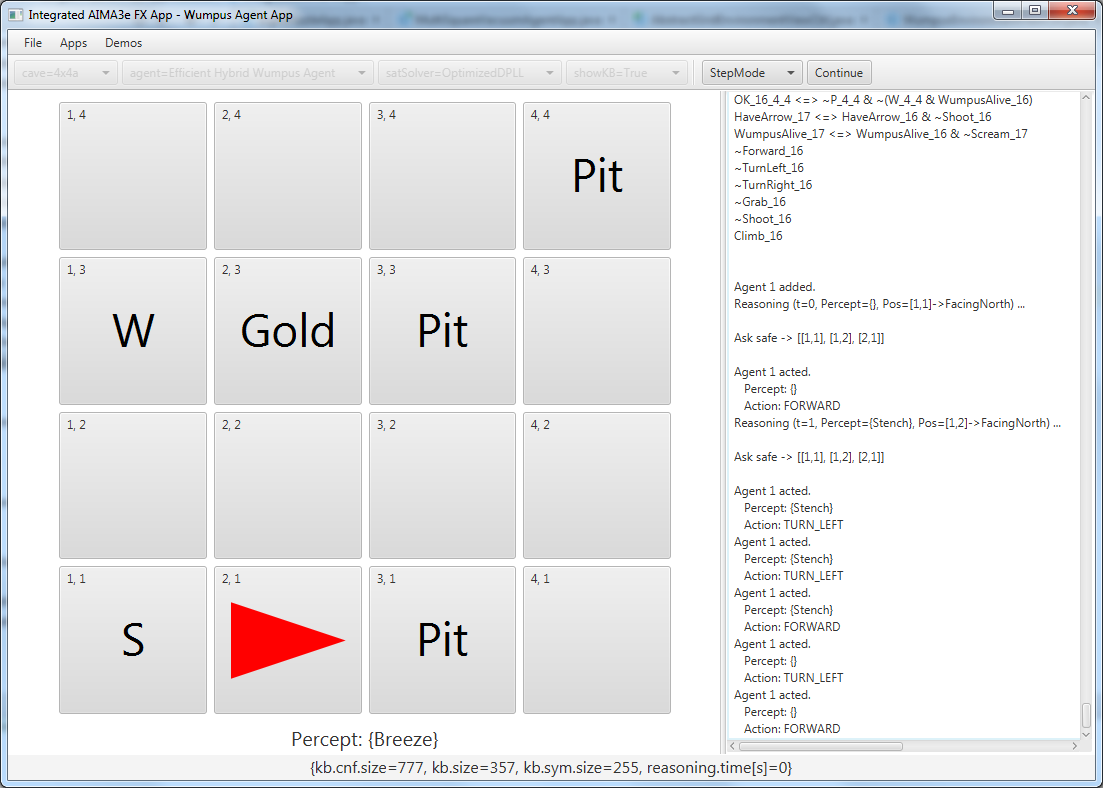 Integrated AIMA3e FX App - Wumpus Agent App
File Apps Demos
cave=4x4a agent=Efficient Hybrid Wumpus Agent satSolver=OptimizedDPLL showKB=True StepMode Continue
1, 4 2, 4 3, 4 4, 4
Pit
1, 3 2, 3 3, 3 4, 3
W Gold Pit
1, 2 2, 2 3, 2 4, 2
1, 1 2, 1 3, 1 4, 1
S Pit
Percept: {Breeze}
OK_16_4_4 <=> ~P_4_4 & ~(W_4_4 & WumpusAlive_16)
HaveArrow_17 <=> HaveArrow_16 & ~Shoot_16
WumpusAlive_17 <=> WumpusAlive_16 & ~Scream_17
~Forward_16
~TurnLeft_16
~TurnRight_16
~Grab_16
~Shoot_16
Climb_16
Agent 1 added.
Reasoning (t=0, Percept={}, Pos=[1,1]->FacingNorth) ...
Ask safe -> [[1,1], [1,2], [2,1]]
Agent 1 acted.
Percept: {}
Action: FORWARD
Reasoning (t=1, Percept={Stench}, Pos=[1,2]->FacingNorth) ...
Ask safe -> [[1,1], [1,2], [2,1]]
Agent 1 acted.
Percept: {Stench}
Action: TURN_LEFT
Agent 1 acted.
Percept: {Stench}
Action: TURN_LEFT
Agent 1 acted.
Percept: {Stench}
Action: FORWARD
Agent 1 acted.
Percept: {}
Action: TURN_LEFT
Agent 1 acted.
Percept: {}
Action: FORWARD
{kb.cnf.size=777, kb.size=357, kb.sym.size=255, reasoning.time[s]=0}